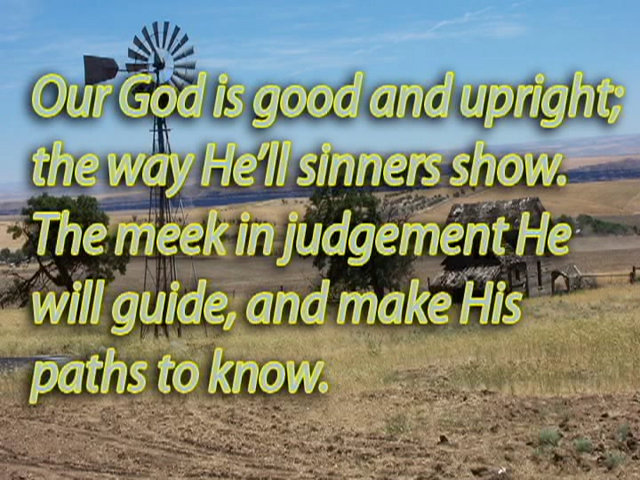 Our God is good and upright;
the way He'll sinners show.
The meek in judgement He
will guide, and make His
paths to know.